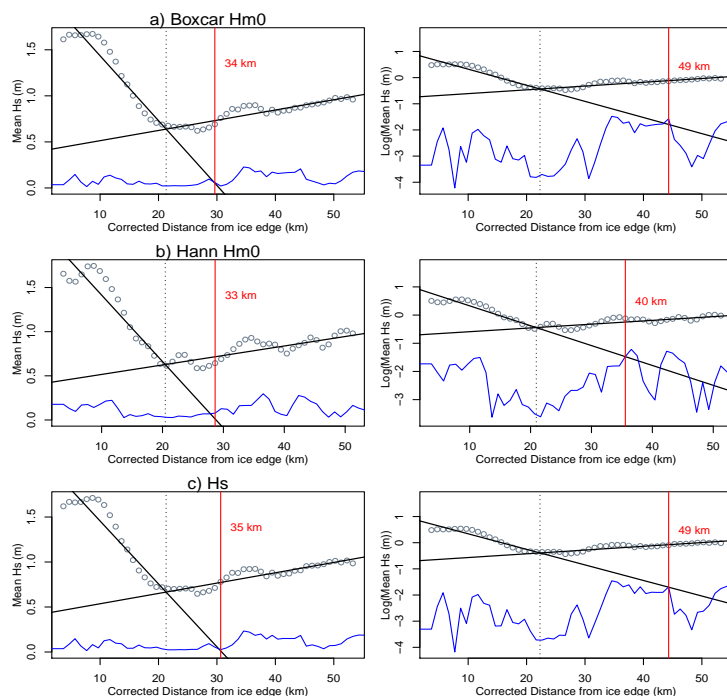 a) Boxcar Hm0
Mean Hs (m)
0.0 0.5 1.0 1.5
34 km
10 20 30 40 50
Corrected Distance from ice edge (km)
Log(Mean Hs (m))
−4 −3 −2 −1 0 1
49 km
10 20 30 40 50
Corrected Distance from ice edge (km)
b) Hann Hm0
Mean Hs (m)
0.0 0.5 1.0 1.5
33 km
10 20 30 40 50
Corrected Distance from ice edge (km)
Log(Mean Hs (m))
−3 −2 −1 0 1
40 km
10 20 30 40 50
Corrected Distance from ice edge (km)
c) Hs
Mean Hs (m)
0.0 0.5 1.0 1.5
35 km
10 20 30 40 50
Corrected Distance from ice edge (km)
Log(Mean Hs (m))
−4 −3 −2 −1 0 1
49 km
10 20 30 40 50
Corrected Distance from ice edge (km)